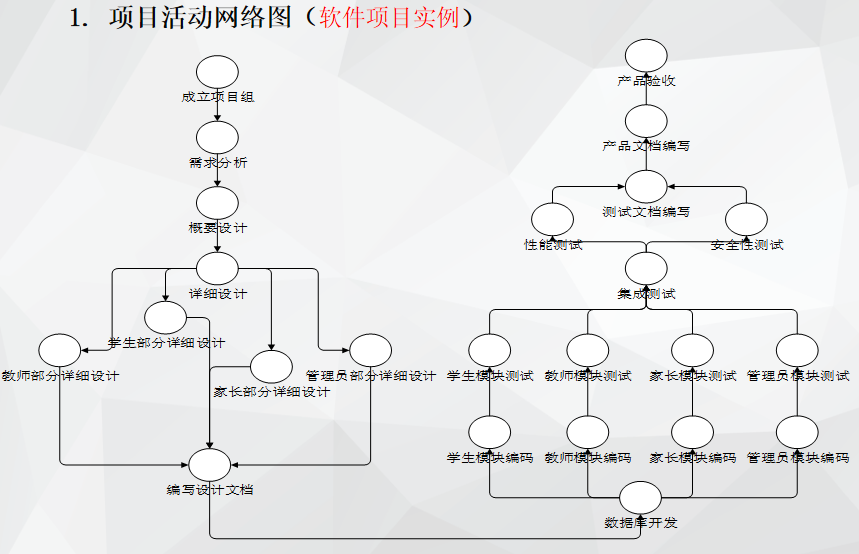 1. 项目活动网络图（软件项目实例）
成立项目组
需求分析
概要设计
详细设计
学生部分详细设计
教师部分详细设计
家长部分详细设计
管理员部分详细设计
编写设计文档
产品验收
产品文档编写
测试文档编写
性能测试
安全性测试
集成测试
学生模块测试
教师模块测试
家长模块测试
管理员模块测试
学生模块编码
教师模块编码
家长模块编码
管理员模块编码
数据库开发